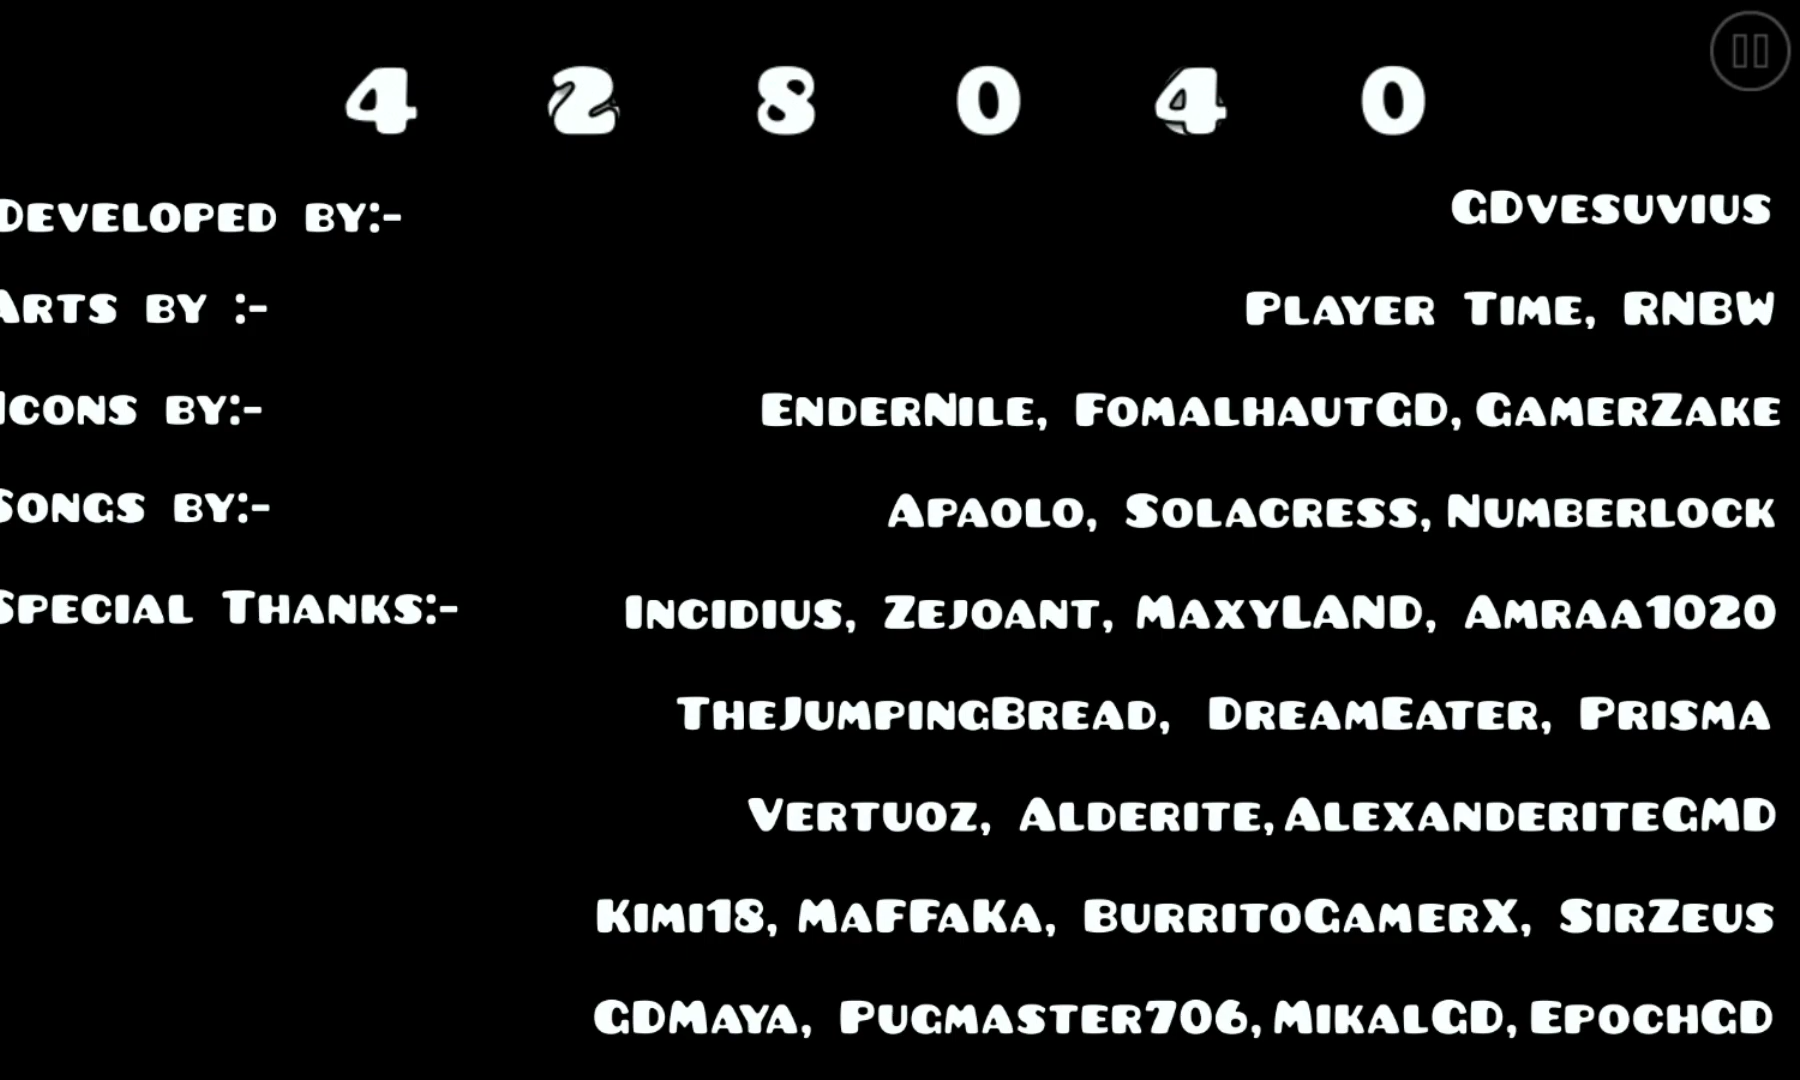 4 2 8 0 4 0
Developed by:- GDvesuvius
Arts by :- Player Time, RNBW
Icons by:- EnderNile, FomalhautGD, GamerZake
Songs by:- Apaolo, Solacress, Numberlock
Special Thanks:- Incidius, Zejoant, MaxyLAND, Amraa1020
TheJumpingBread, DreamEater, Prisma
Vertuoz, Alderite, AlexanderiteGMD
Kimi18, MaFFaKa, BurritoGamerX, SirZeus
GDMaya, Pugmaster706, MikalGD, EpochGD